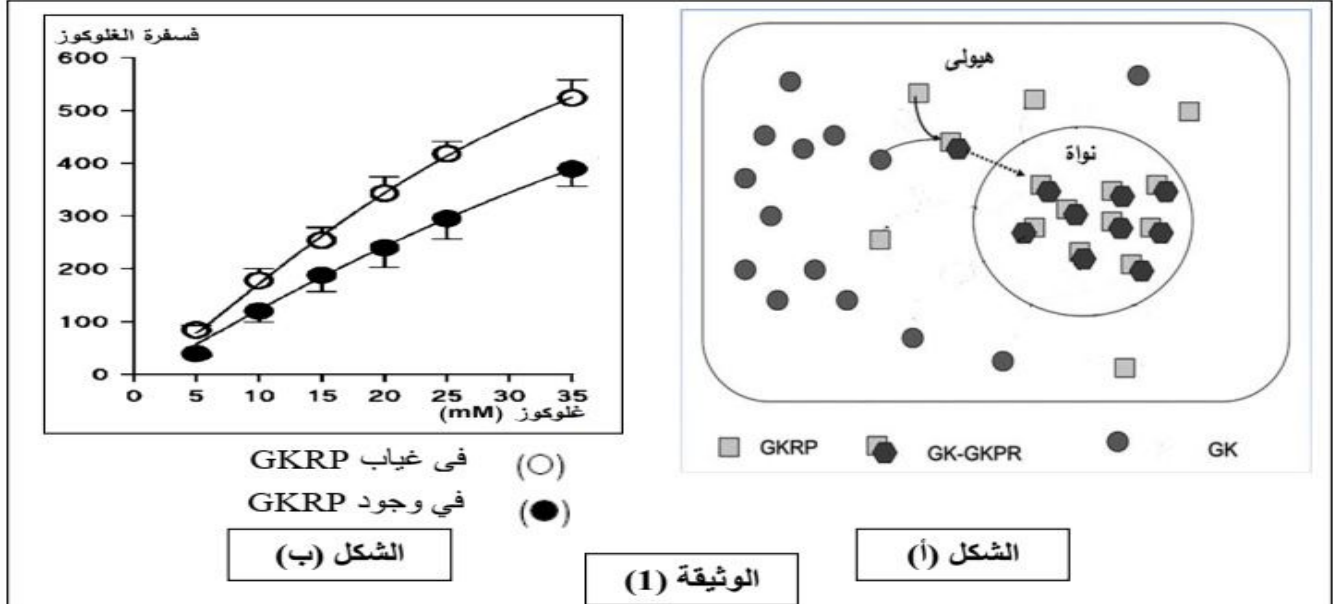 فسفرة الغلوكوز
600
500
400
300
200
100
0
0 5 10 15 20 25 30 35
غلوكوز (mM)
(○) في غياب GKRP
(●) في وجود GKRP
الشكل (ب)
هيولى
نواة
GKRP
GK-GKPR
GK
الشكل (أ)
الوثيقة (1)